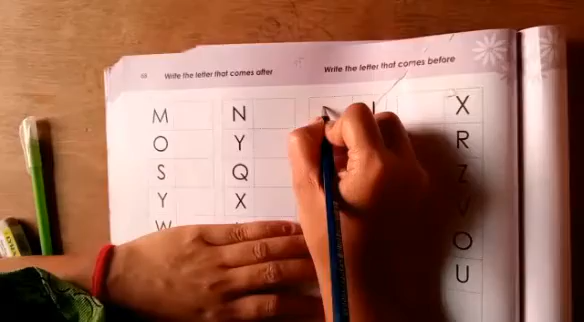 Write the letter that comes after
Write the letter that comes before
M N X
O Y R
S Q Z
Y X V
W O
U